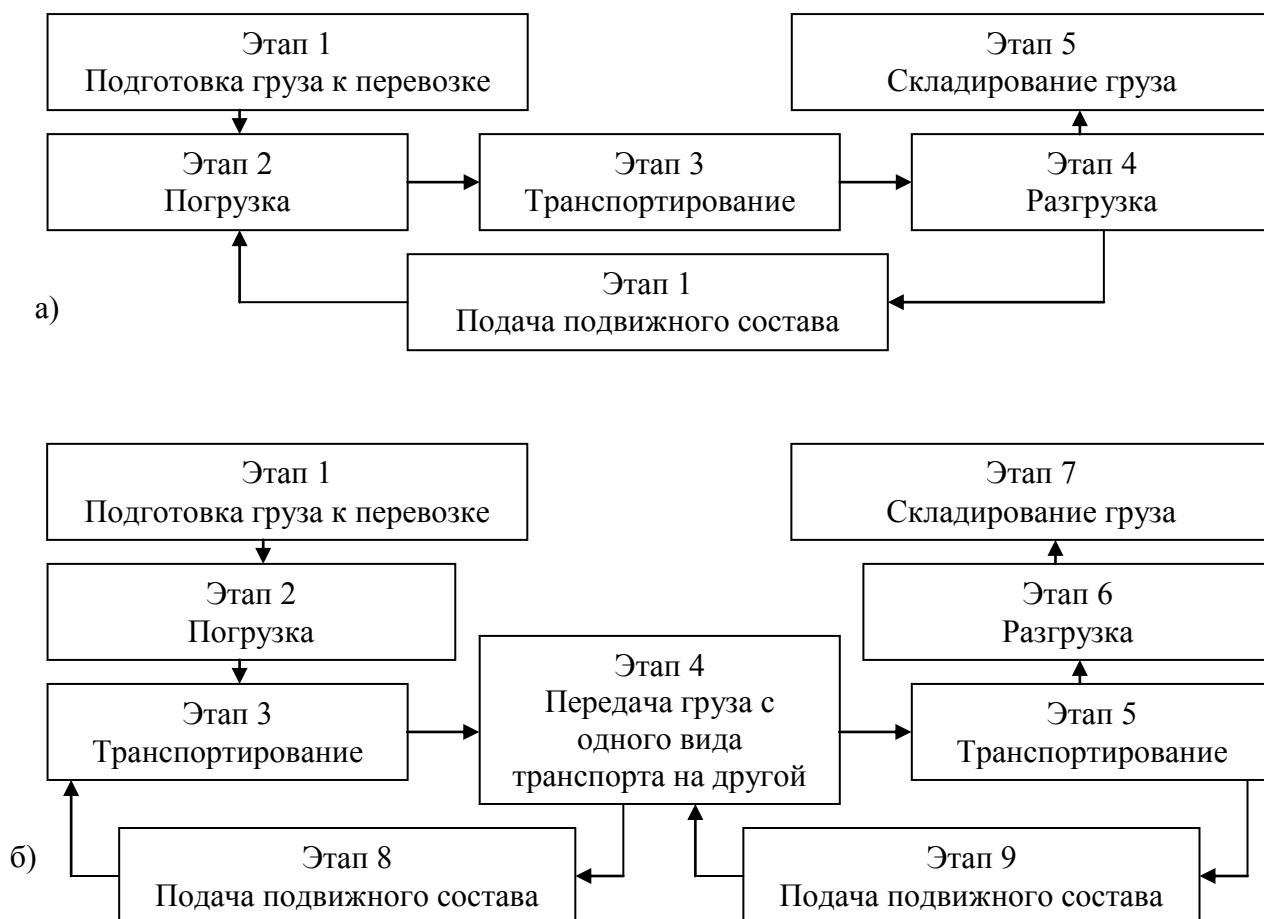 Этап 1
Подготовка груза к перевозке
Этап 5
Складирование груза
Этап 2
Погрузка
Этап 3
Транспортирование
Этап 4
Разгрузка
Этап 1
Подача подвижного состава
а)
Этап 1
Подготовка груза к перевозке
Этап 7
Складирование груза
Этап 2
Погрузка
Этап 6
Разгрузка
Этап 3
Транспортирование
Этап 4
Передача груза с
одного вида
транспорта на другой
Этап 5
Транспортирование
б)
Этап 8
Подача подвижного состава
Этап 9
Подача подвижного состава